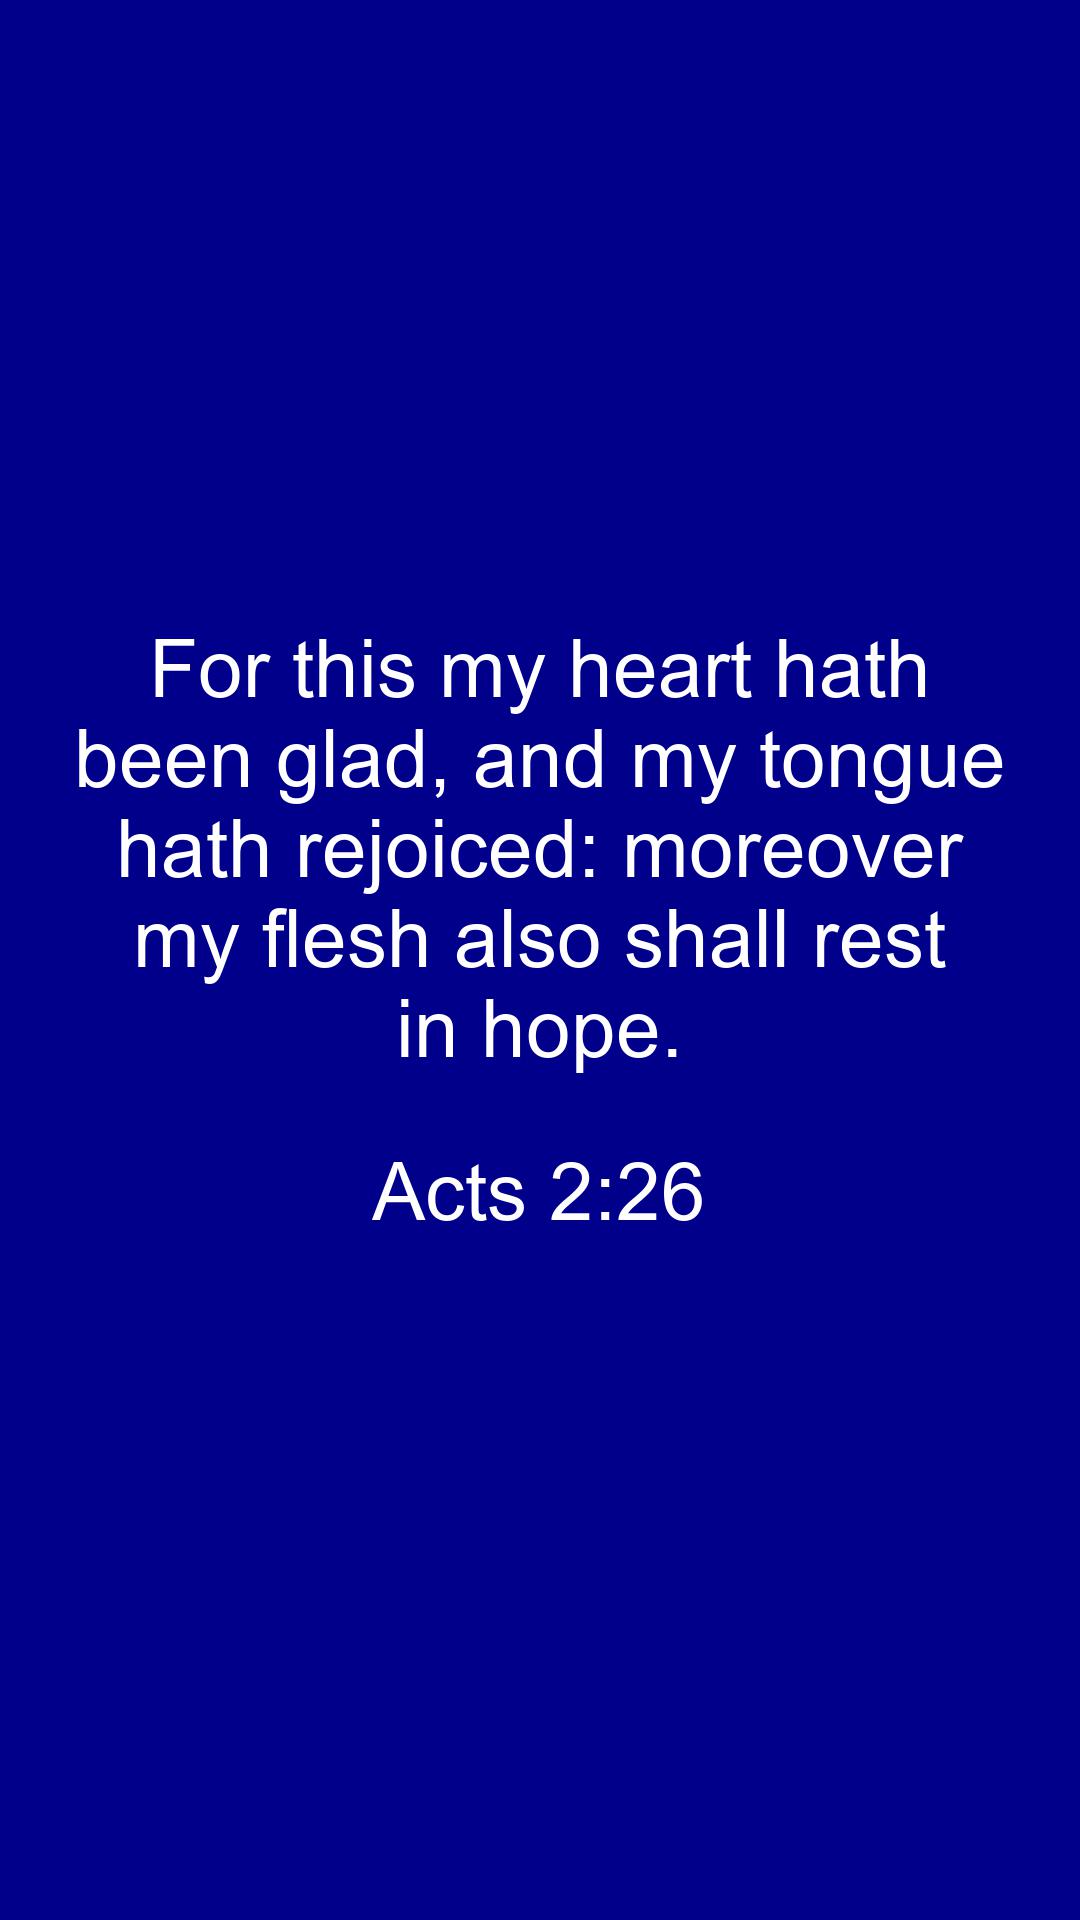 For this my heart hath
been glad, and my tongue
hath rejoiced: moreover
my flesh also shall rest
in hope.
Acts 2:26